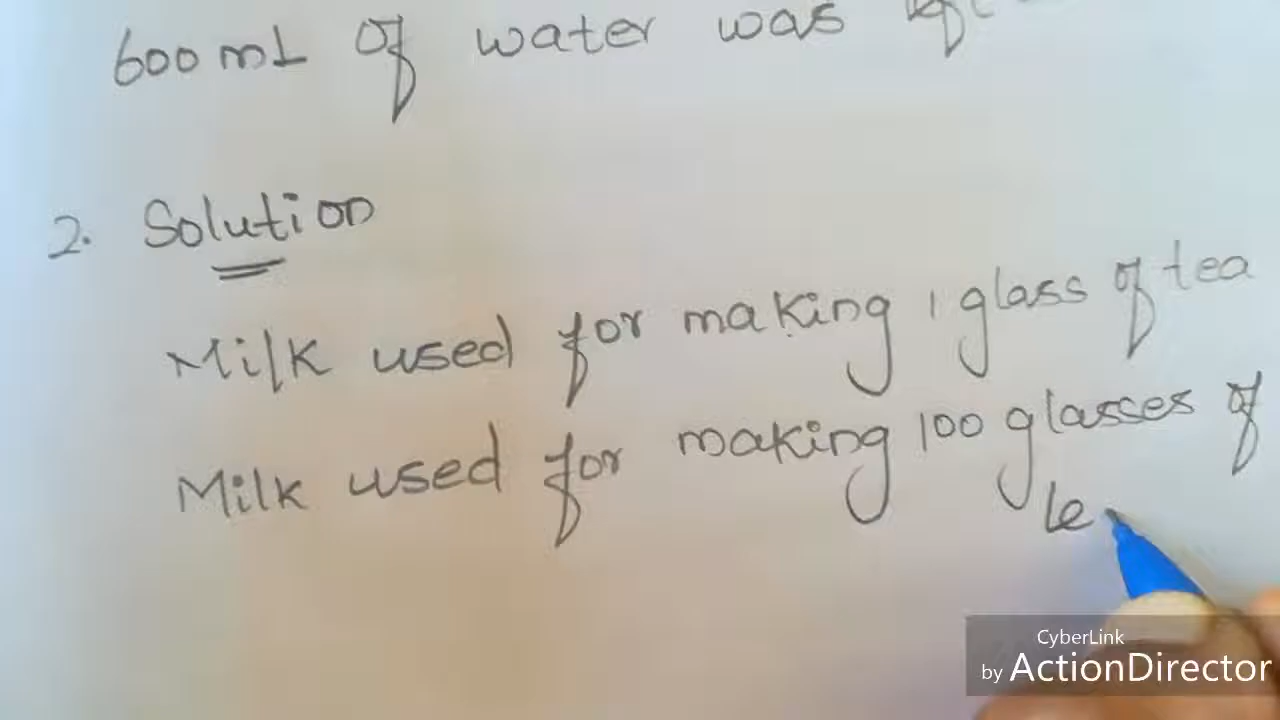 600 mL of water was
2. Solution
Milk used for making 1 glass of tea
Milk used for making 100 glasses of
te
CyberLink
by ActionDirector